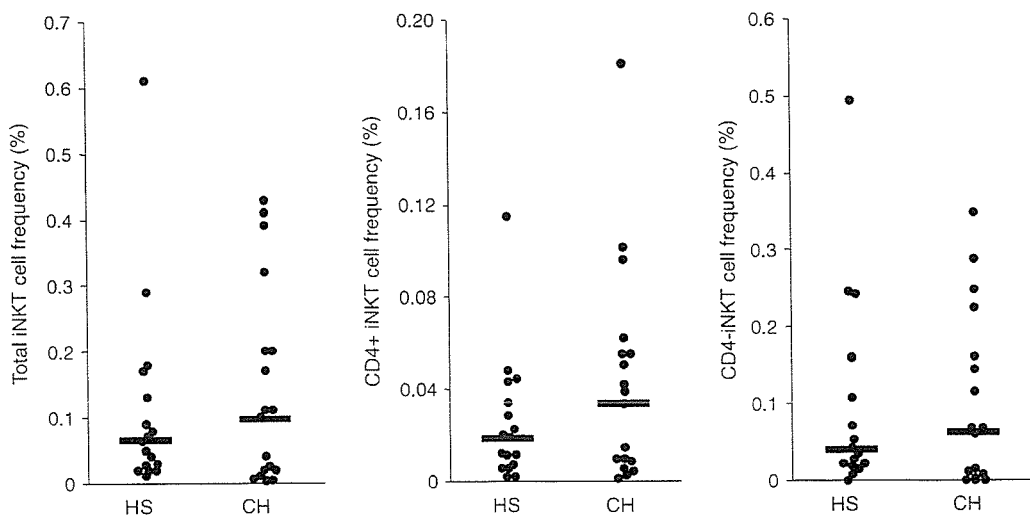 Total iNKT cell frequency (%)
0.7
0.6
0.5
0.4
0.3
0.2
0.1
0
HS
CH
CD4+ iNKT cell frequency (%)
0.20
0.16
0.12
0.08
0.04
0.00
HS
CH
CD4-iNKT cell frequency (%)
0.6
0.5
0.4
0.3
0.2
0.1
0
HS
CH